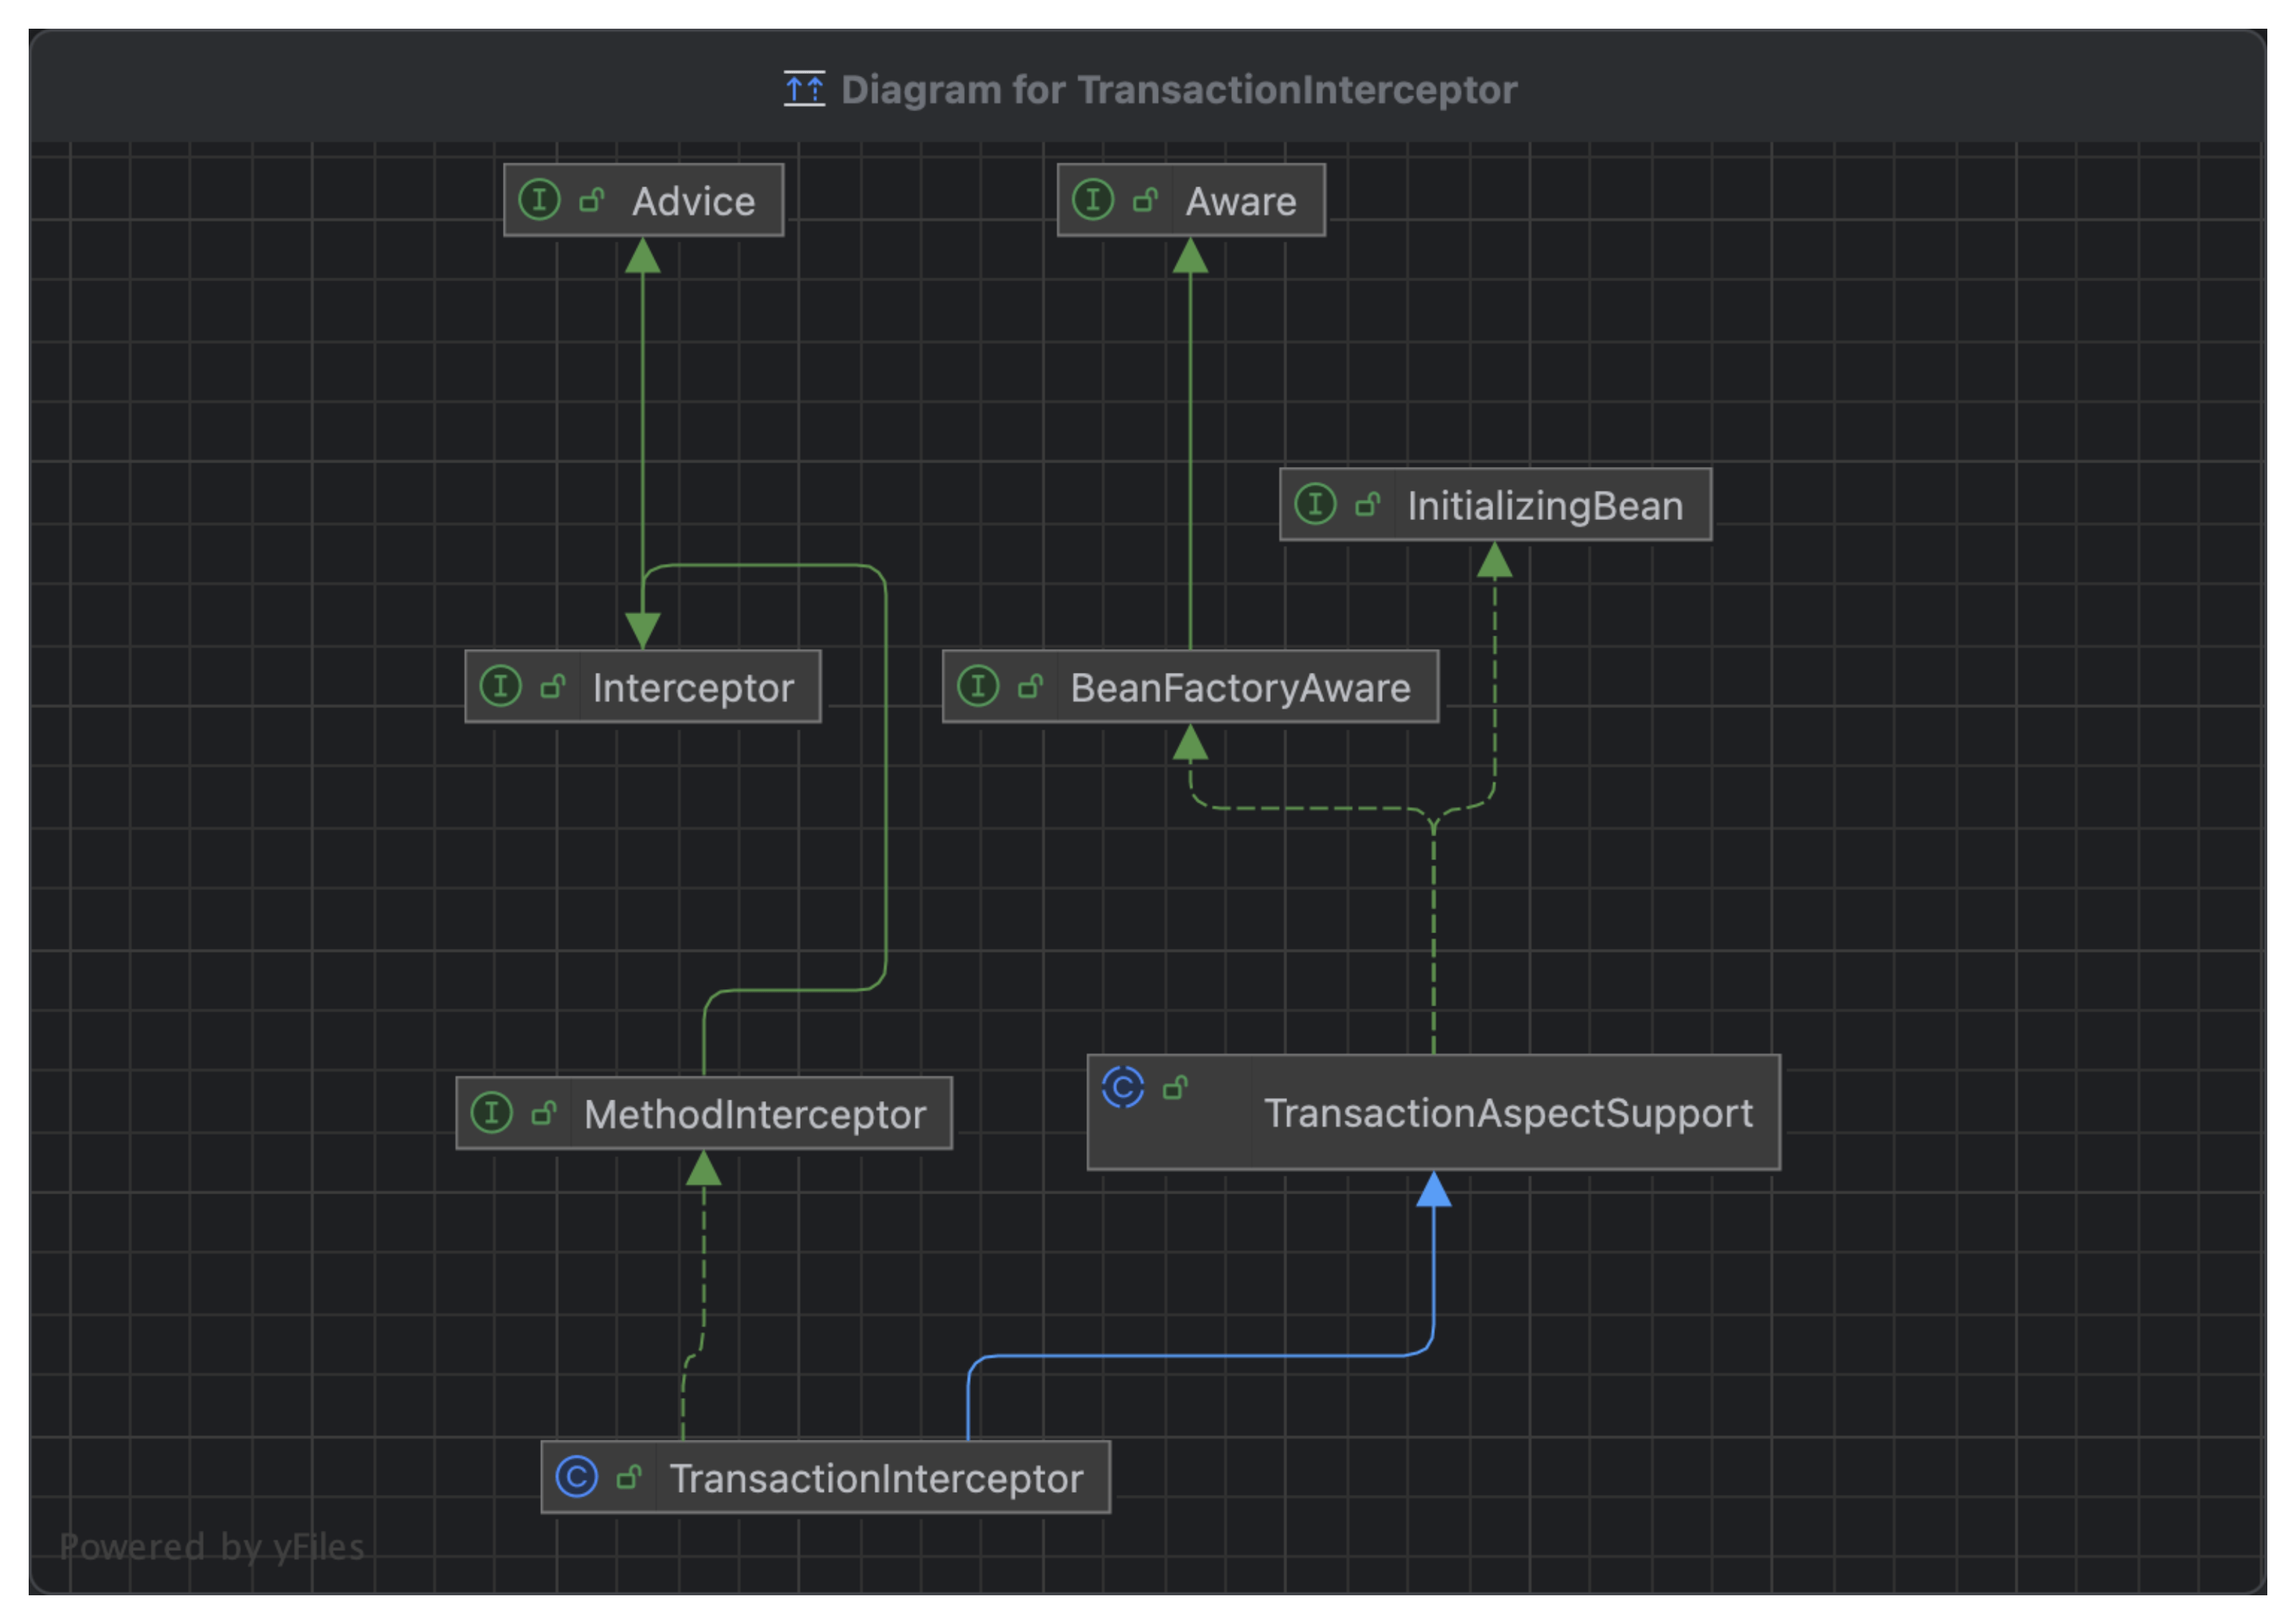 Diagram for TransactionInterceptor
I Advice
I Aware
I InitializingBean
I Interceptor
I BeanFactoryAware
I MethodInterceptor
C TransactionAspectSupport
C TransactionInterceptor
Powered by yFiles